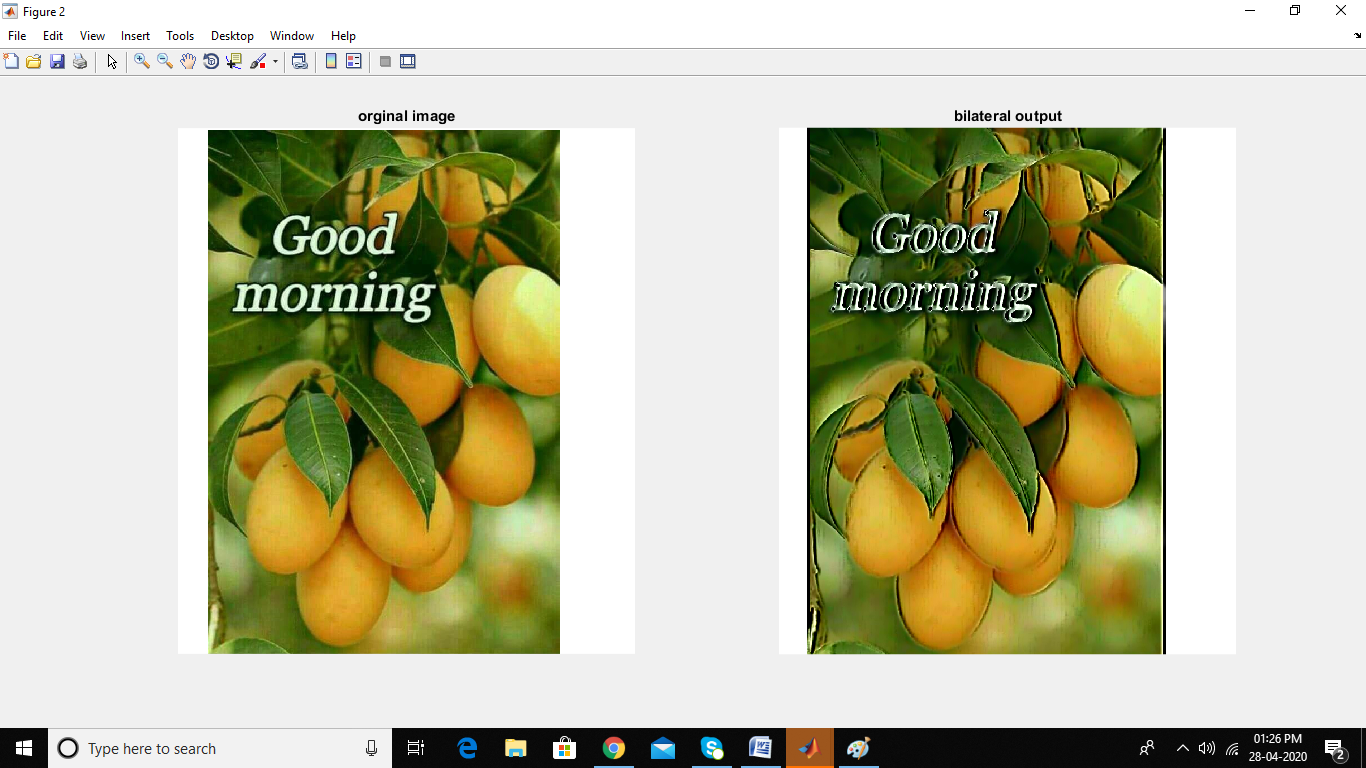 Figure 2
File Edit View Insert Tools Desktop Window Help
orginal image
bilateral output
Good
morning
Good
morning
Type here to search
01:26 PM
28-04-2020
2